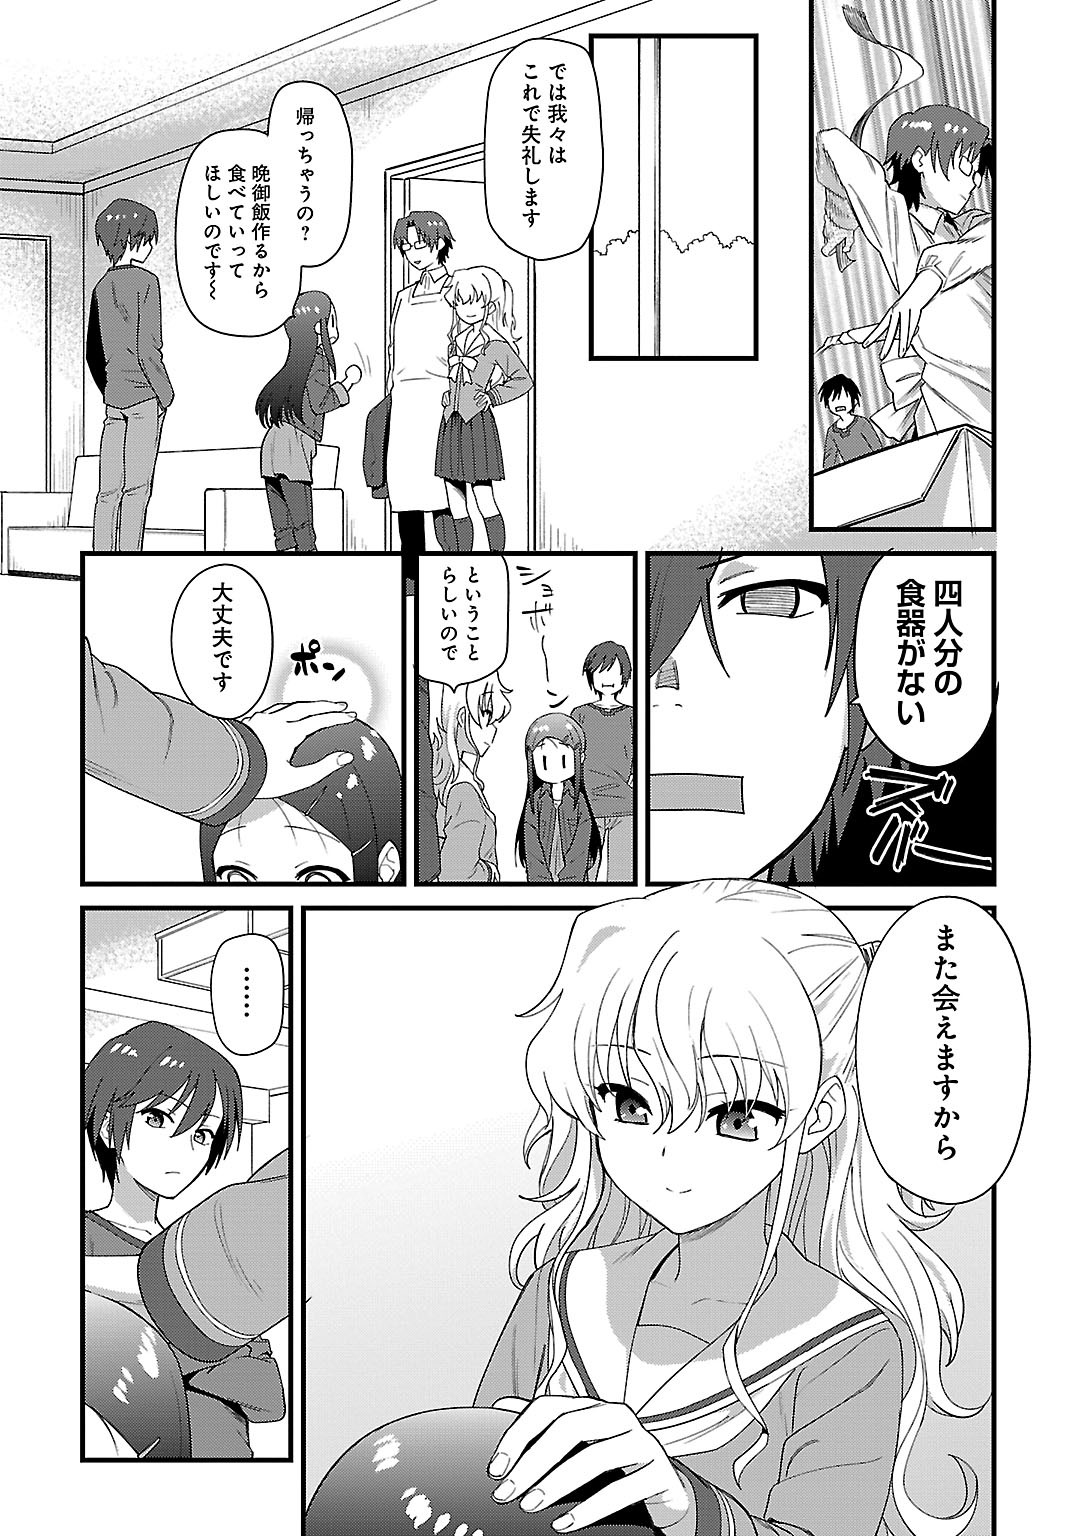 では我々は
これで失礼します
帰っちゃうの？
晩御飯作るから
食べていって
ほしいのです～
四人分の
食器がない
ズバー
ということ
らしいので
ショボーン
大丈夫です
ポン
また会えますから
……